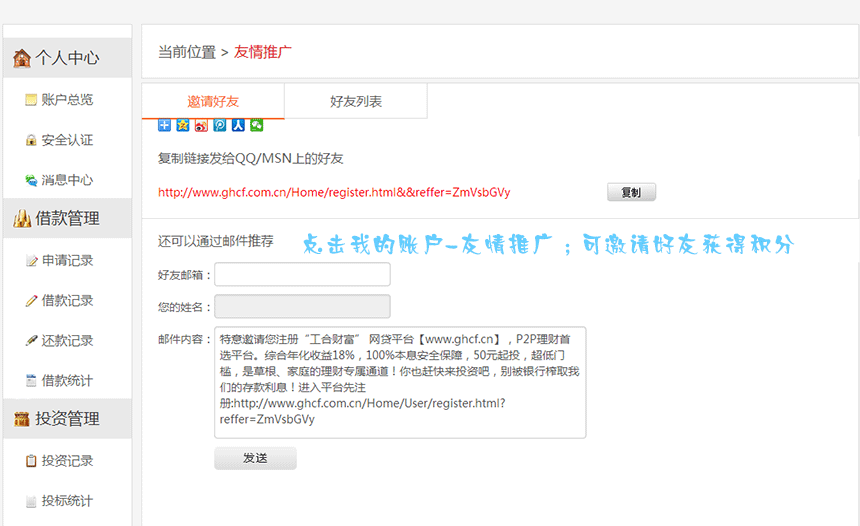 个人中心
账户总览
安全认证
消息中心
借款管理
申请记录
借款记录
还款记录
借款统计
投资管理
投资记录
投标统计
当前位置 > 友情推广
邀请好友 好友列表
复制链接发给QQ/MSN上的好友
http://www.ghcf.com.cn/Home/register.html&&reffer=ZmVsbGVy 复制
还可以通过邮件推荐
点击我的账户-友情推广；可邀请好友获得积分
好友邮箱：
您的姓名：
邮件内容：
特意邀请您注册“工合财富” 网贷平台【www.ghcf.cn】，P2P理财首
选平台。综合年化收益18%，100%本息安全保障，50元起投，超低门
槛，是草根、家庭的理财专属通道！你也赶快来投资吧，别被银行榨取我
们的存款利息！进入平台先注
册:http://www.ghcf.com.cn/Home/User/register.html?
reffer=ZmVsbGVy
发送